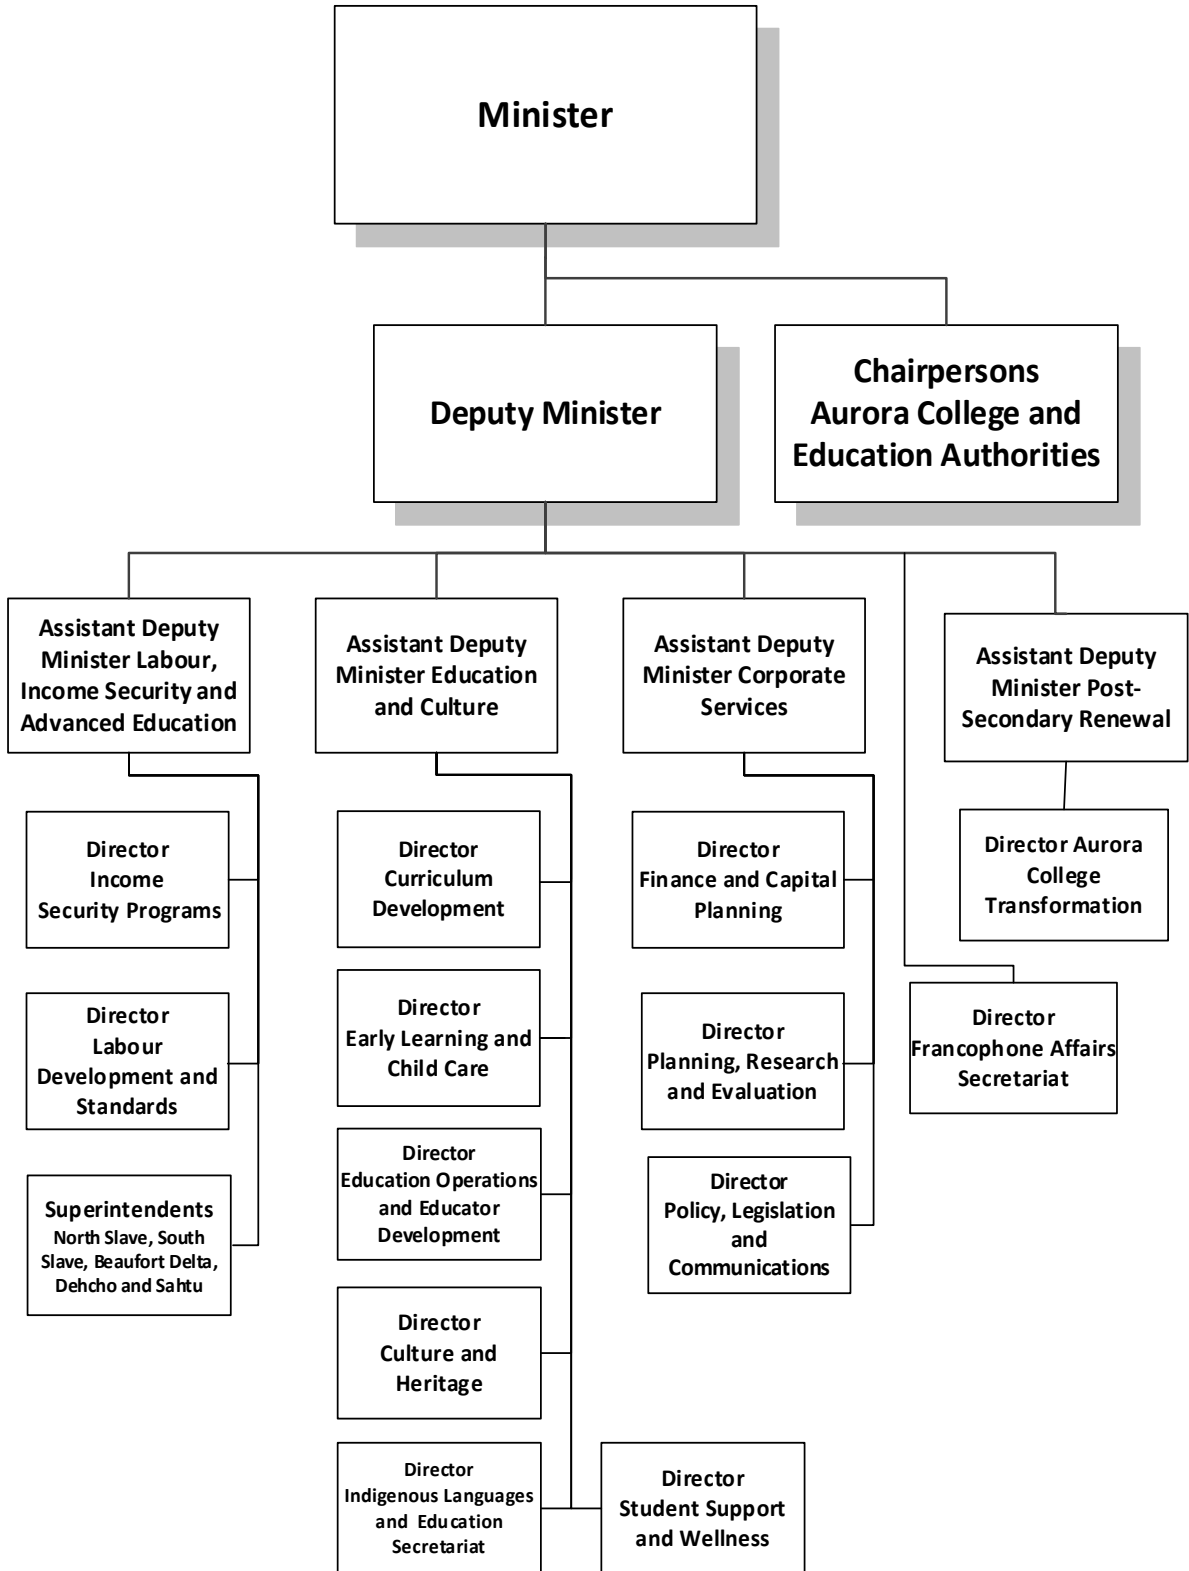 Minister
Deputy Minister
Chairpersons
Aurora College and
Education Authorities
Assistant Deputy
Minister Labour,
Income Security and
Advanced Education
Assistant Deputy
Minister Education
and Culture
Assistant Deputy
Minister Corporate
Services
Assistant Deputy
Minister Post-
Secondary Renewal
Director
Income
Security Programs
Director
Labour
Development and
Standards
Superintendents
North Slave, South
Slave, Beaufort Delta,
Dehcho and Sahtu
Director
Curriculum
Development
Director
Early Learning and
Child Care
Director
Education Operations
and Educator
Development
Director
Culture and
Heritage
Director
Indigenous Languages
and Education
Secretariat
Director
Student Support
and Wellness
Director
Finance and Capital
Planning
Director
Planning, Research
and Evaluation
Director
Policy, Legislation
and
Communications
Director Aurora
College
Transformation
Director
Francophone Affairs
Secretariat